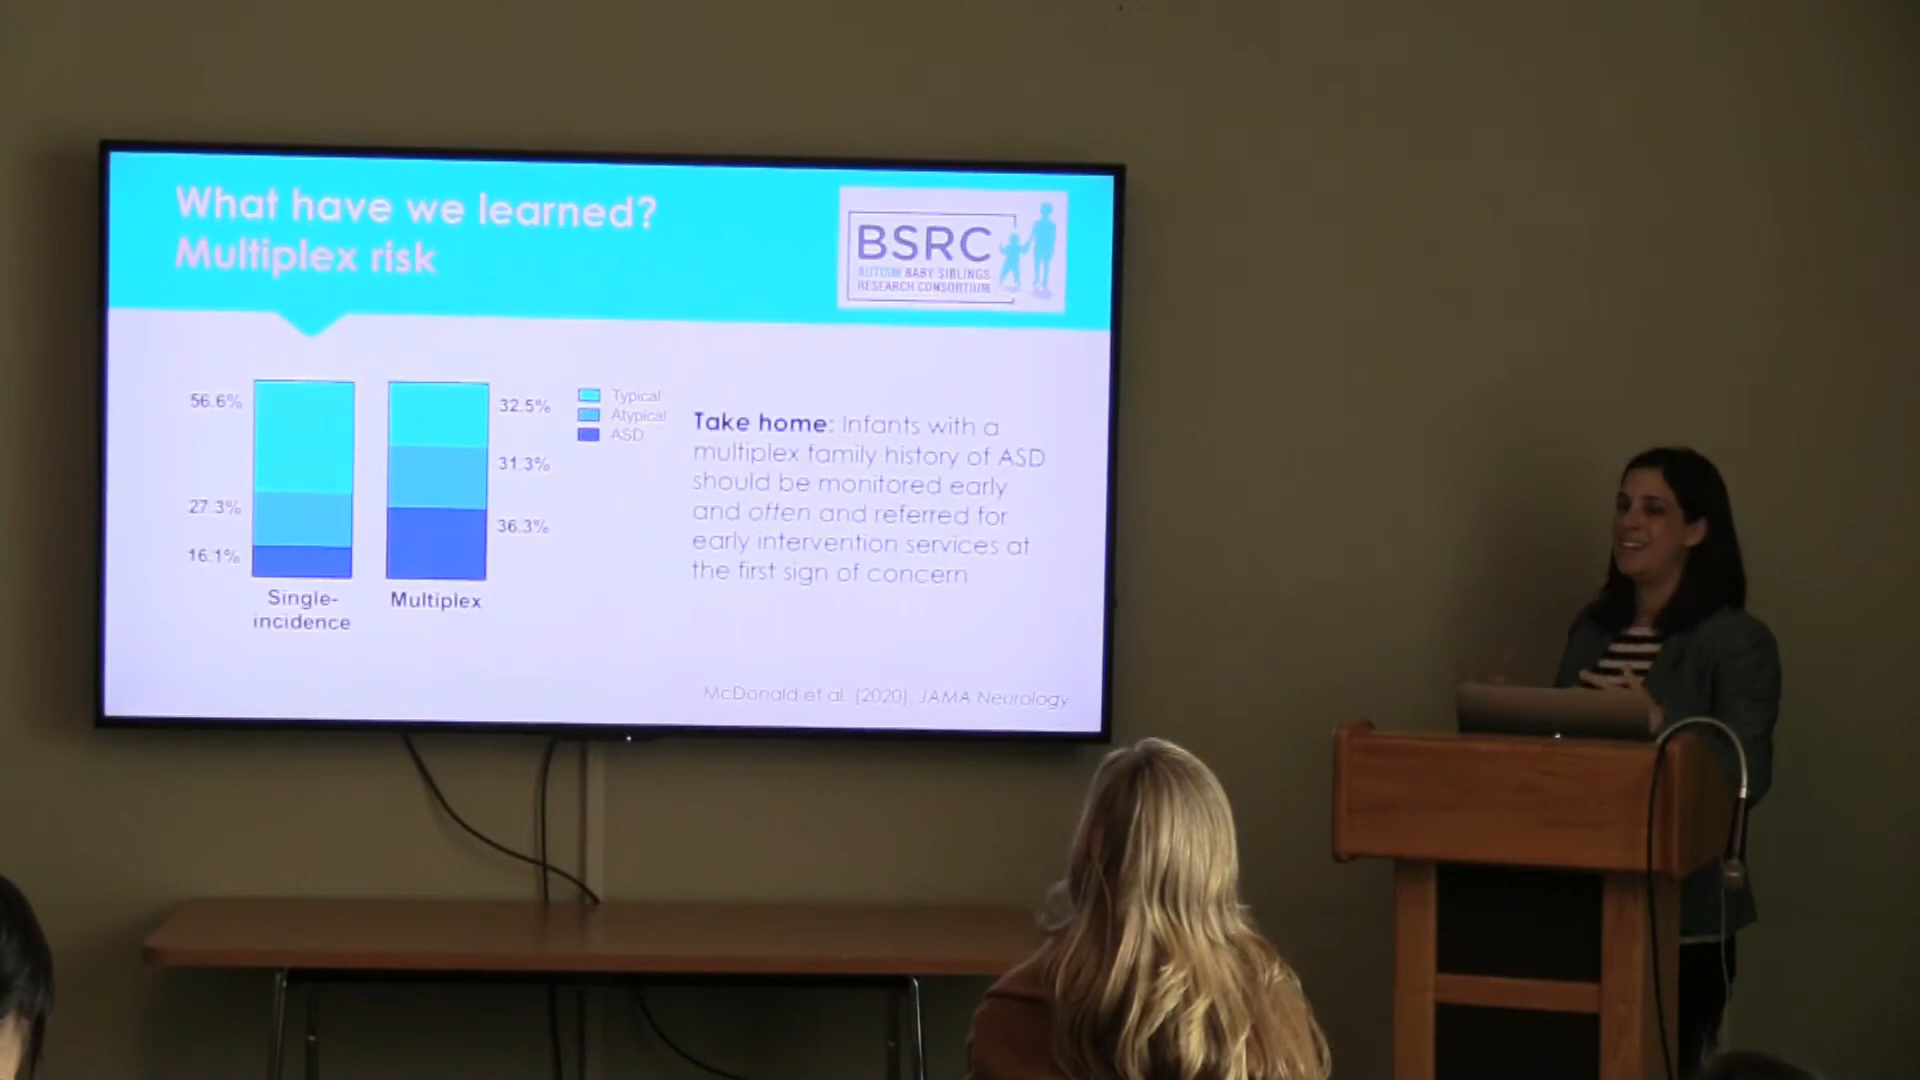 What have we learned?
Multiplex risk
BSRC
AUTISM BABY SIBLINGS
RESEARCH CONSORTIUM
56.6%
27.3%
16.1%
32.5%
31.3%
36.3%
Single-
incidence
Multiplex
Typical
Atypical
ASD
Take home: Infants with a
multiplex family history of ASD
should be monitored early
and often and referred for
early intervention services at
the first sign of concern
McDonald et al. (2020), JAMA Neurology